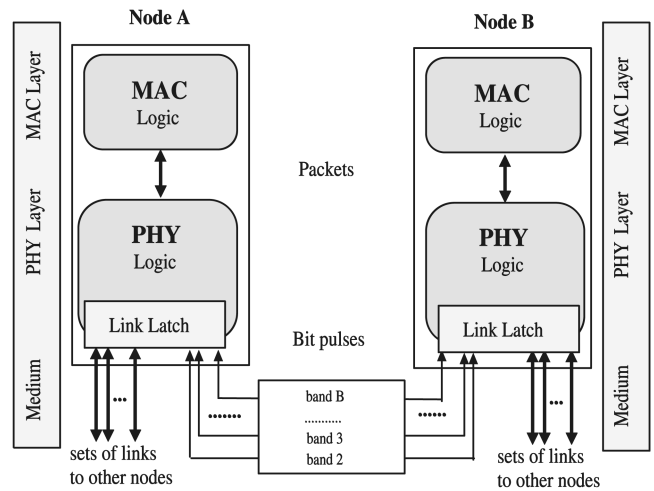 Node A
Node B
MAC Layer
PHY Layer
Medium
MAC
Logic
PHY
Logic
Link Latch
...
sets of links
to other nodes
Packets
Bit pulses
.......
band B
...........
band 3
band 2
......
MAC
Logic
PHY
Logic
Link Latch
...
sets of links
to other nodes
MAC Layer
PHY Layer
Medium